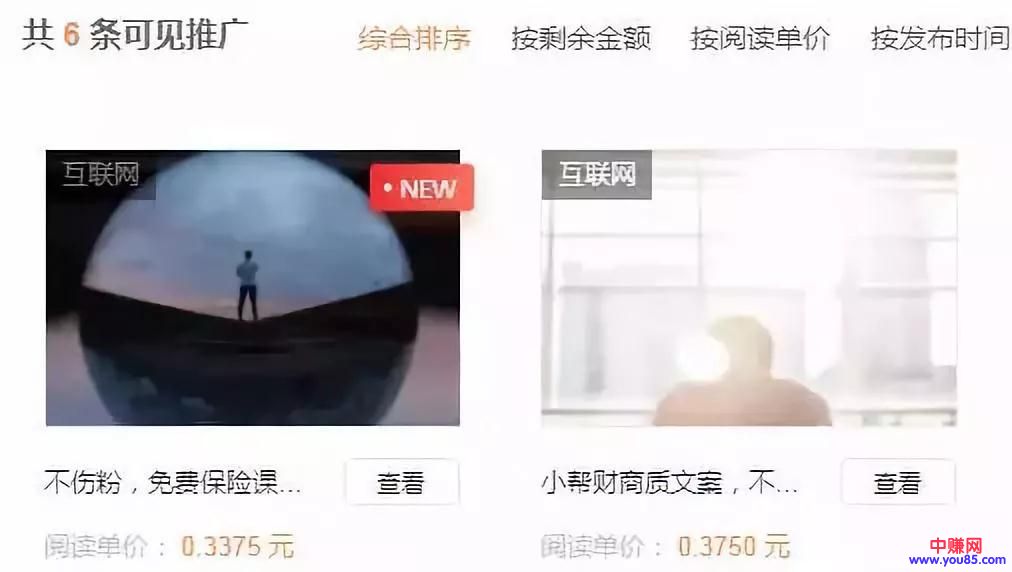 共 6 条可见推广
综合排序 按剩余金额 按阅读单价 按发布时间
互联网
• NEW
互联网
不伤粉，免费保险课... 查看
小帮财商质文案，不... 查看
阅读单价： 0.3375 元
阅读单价： 0.3750 元
中赚网
www.you85.com